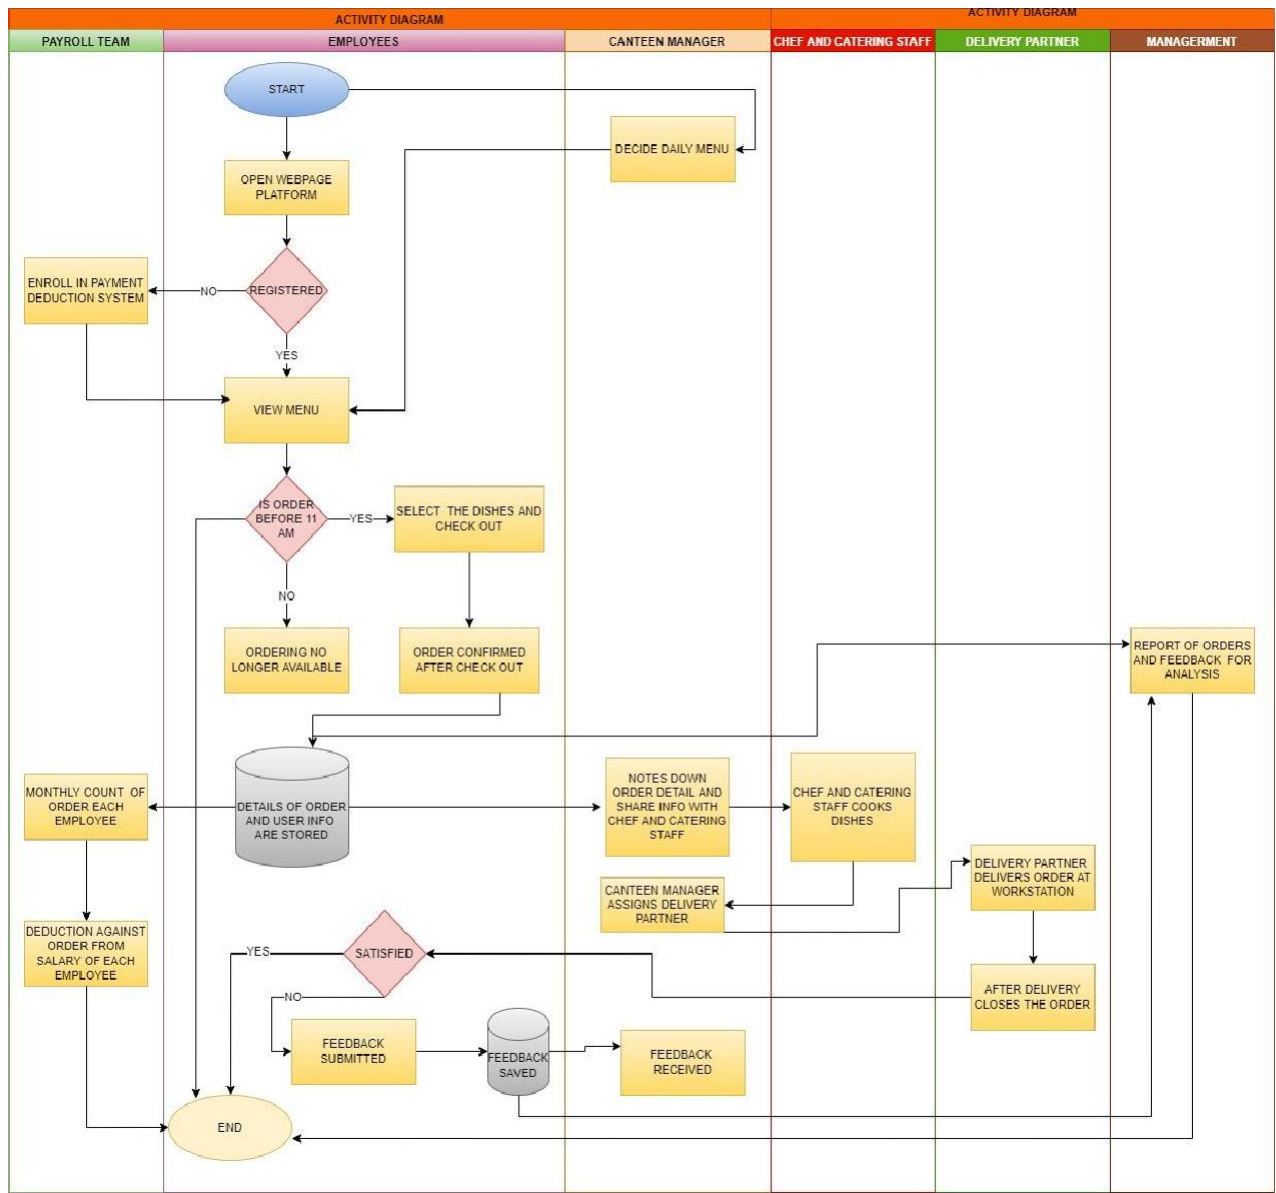 ACTIVITY DIAGRAM
ACTIVITY DIAGRAM
PAYROLL TEAM
EMPLOYEES
CANTEEN MANAGER
CHEF AND CATERING STAFF
DELIVERY PARTNER
MANAGERMENT
START
DECIDE DAILY MENU
OPEN WEBPAGE
PLATFORM
ENROLL IN PAYMENT
DEDUCTION SYSTEM
NO
REGISTERED
YES
VIEW MENU
IS ORDER
BEFORE 11
AM
YES
SELECT THE DISHES AND
CHECK OUT
NO
ORDERING NO
LONGER AVAILABLE
ORDER CONFIRMED
AFTER CHECK OUT
REPORT OF ORDERS
AND FEEDBACK FOR
ANALYSIS
MONTHLY COUNT OF
ORDER EACH
EMPLOYEE
DETAILS OF ORDER
AND USER INFO
ARE STORED
NOTES DOWN
ORDER DETAIL AND
SHARE INFO WITH
CHEF AND CATERING
STAFF
CHEF AND CATERING
STAFF COOKS
DISHES
DELIVERY PARTNER
DELIVERS ORDER AT
WORKSTATION
CANTEEN MANAGER
ASSIGNS DELIVERY
PARTNER
DEDUCTION AGAINST
ORDER FROM
SALARY OF EACH
EMPLOYEE
YES
SATISFIED
NO
AFTER DELIVERY
CLOSES THE ORDER
FEEDBACK
SUBMITTED
FEEDBACK
SAVED
FEEDBACK
RECEIVED
END